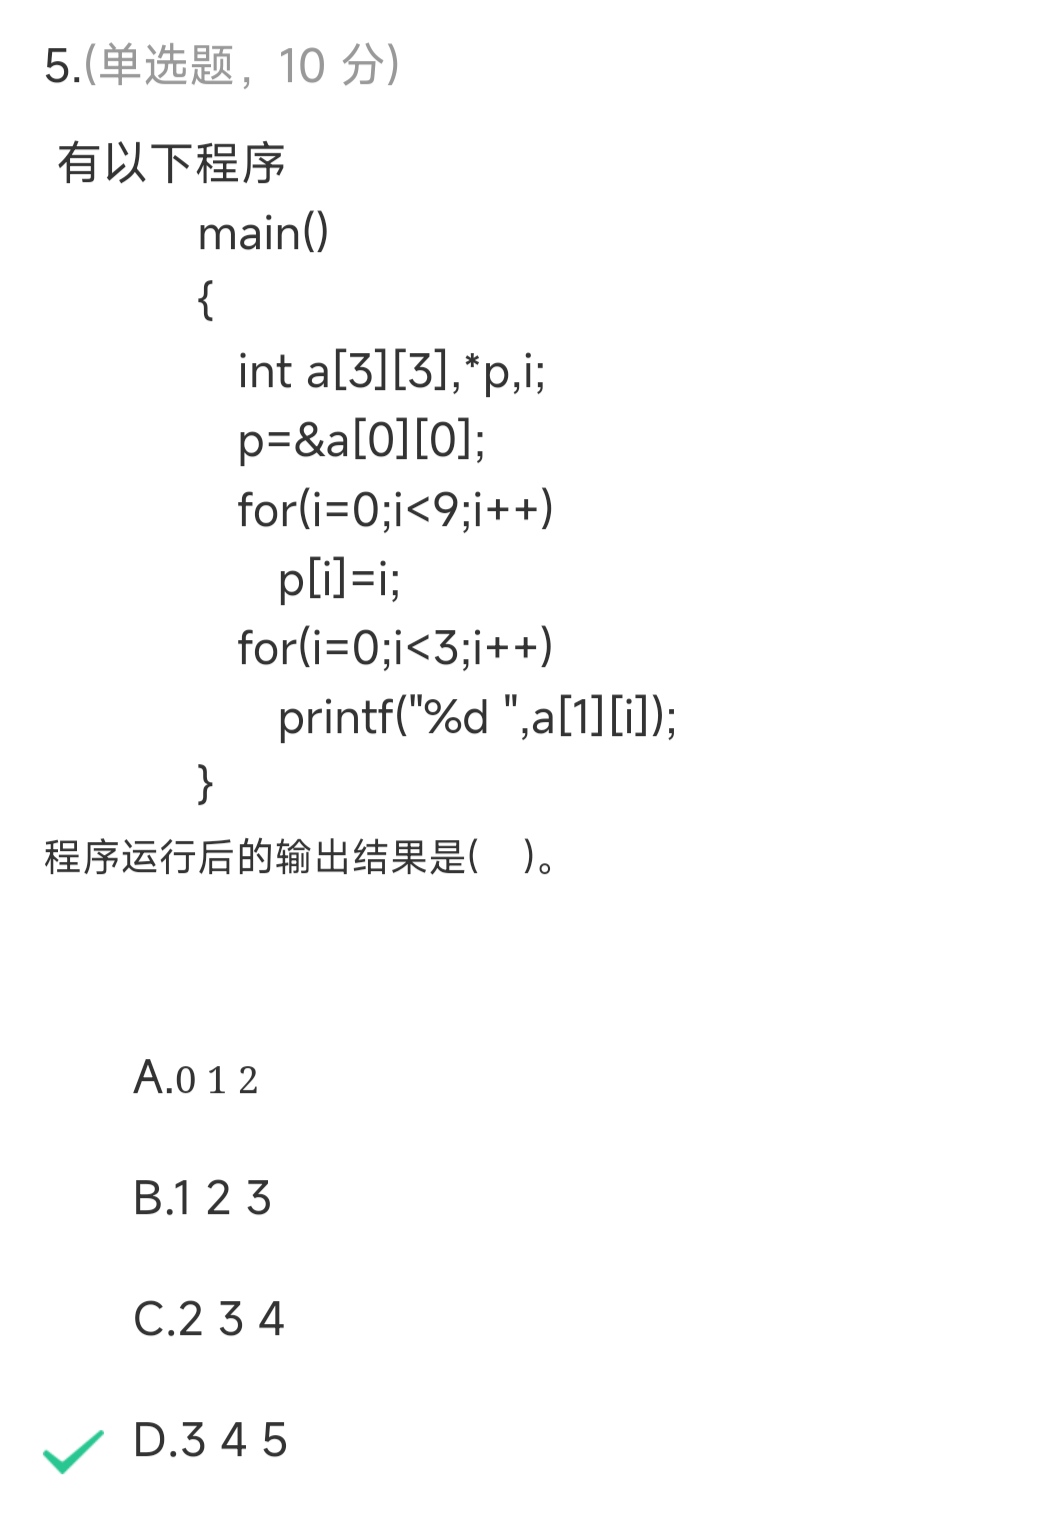 5.(单选题, 10 分)
有以下程序
main()
{
int a[3][3],*p,i;
p=&a[0][0];
for(i=0;i<9;i++)
p[i]=i;
for(i=0;i<3;i++)
printf("%d ",a[1][i]);
}
程序运行后的输出结果是( )。
A.0 1 2
B.1 2 3
C.2 3 4
D.3 4 5